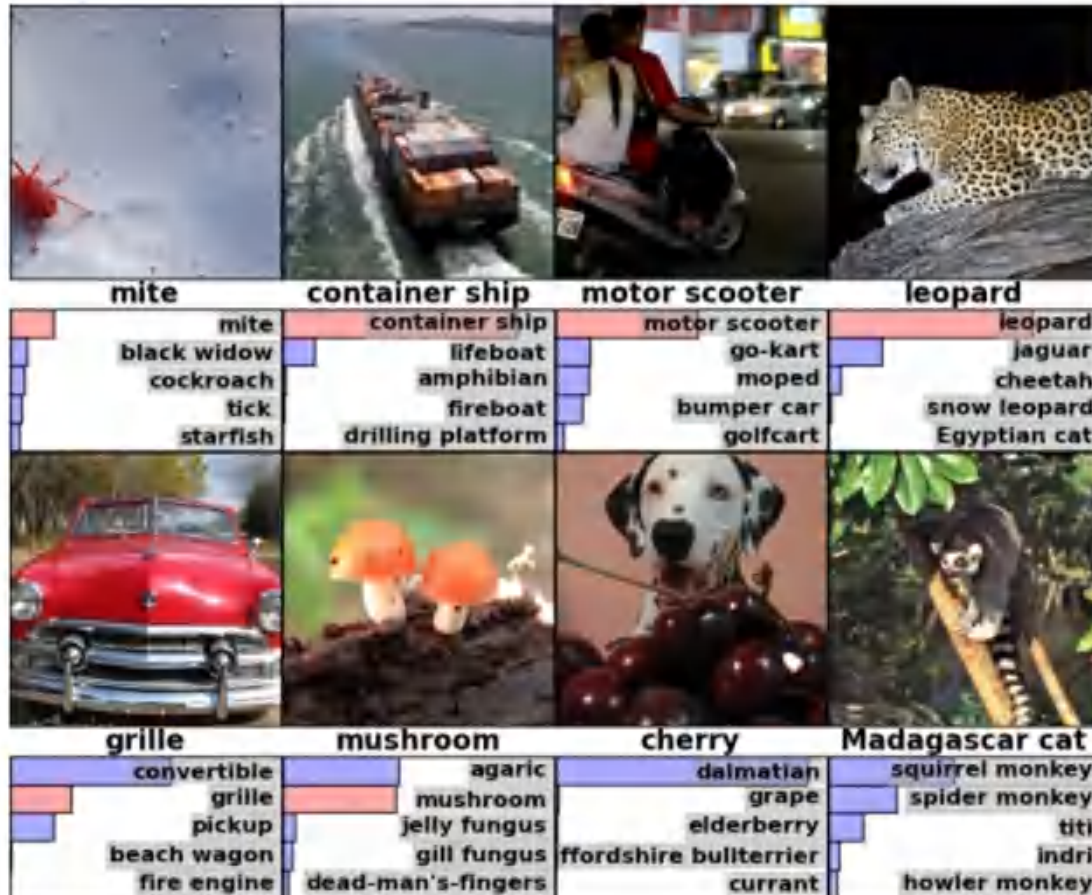 mite
container ship
motor scooter
leopard
mite
black widow
cockroach
tick
starfish
container ship
lifeboat
amphibian
fireboat
drilling platform
motor scooter
go-kart
moped
bumper car
golfcart
leopard
jaguar
cheetah
snow leopard
Egyptian cat
grille
mushroom
cherry
Madagascar cat
convertible
grille
pickup
beach wagon
fire engine
agaric
mushroom
jelly fungus
gill fungus
dead-man's-fingers
dalmatian
grape
elderberry
ffordshire bullterrier
currant
squirrel monkey
spider monkey
titi
indri
howler monkey